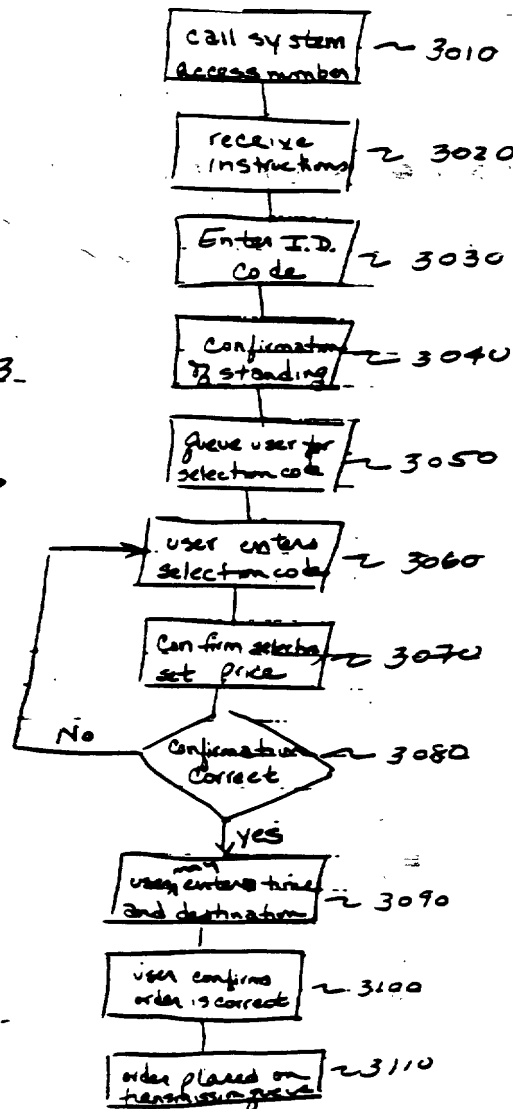 call system
access number
3010
receive
instructions
3020
Enter I.D.
code
3030
confirmation
of standing
3040
3-
queue user for
selection code
3050
user enters
selection code
3060
confirm selection
set price
3070
No
confirmation
correct
3080
yes
may
user enters time
and destination
3090
user confirms
order is correct
3100
order placed on
transmission queue
3110